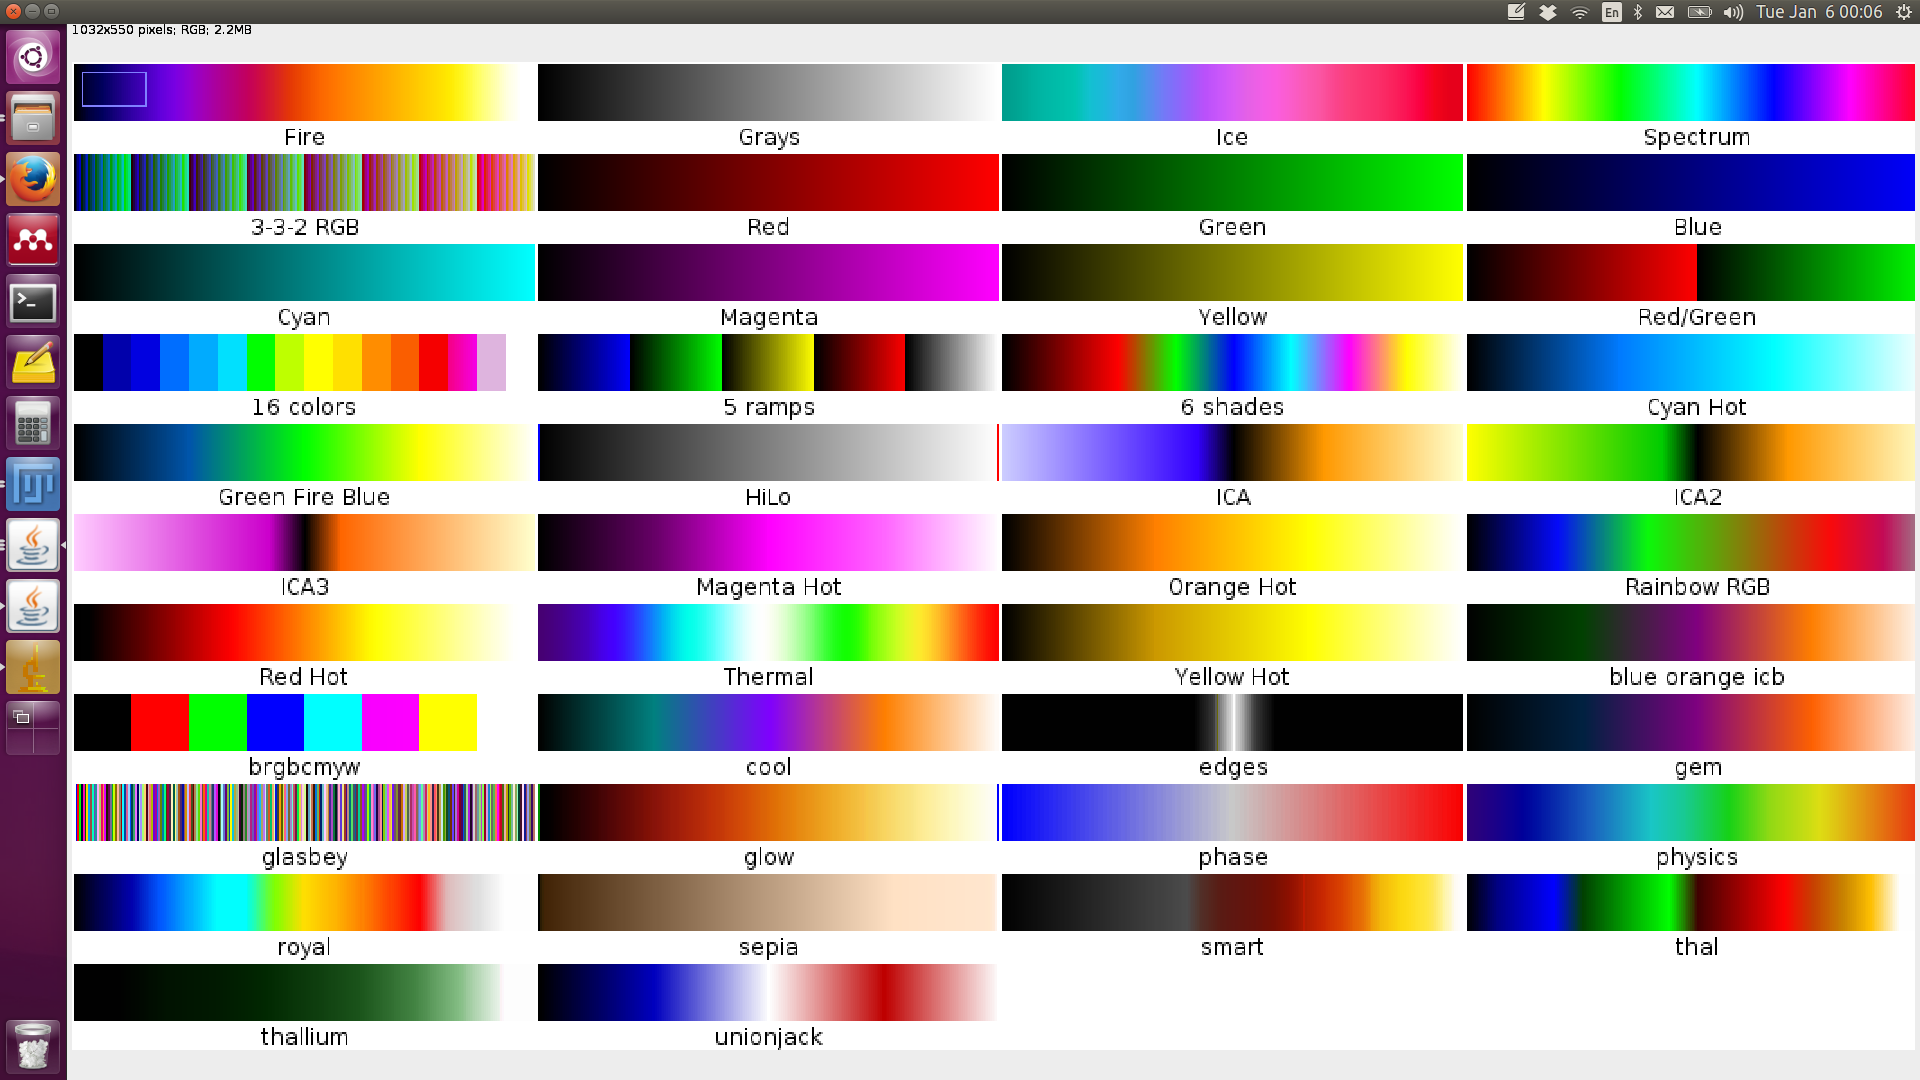 Tue Jan 6 00:06
En
1032x550 pixels; RGB; 2.2MB
Fire
Grays
Ice
Spectrum
3-3-2 RGB
Red
Green
Blue
Cyan
Magenta
Yellow
Red/Green
16 colors
5 ramps
6 shades
Cyan Hot
Green Fire Blue
HiLo
ICA
ICA2
ICA3
Magenta Hot
Orange Hot
Rainbow RGB
Red Hot
Thermal
Yellow Hot
blue orange icb
brgbcmyw
cool
edges
gem
glasbey
glow
phase
physics
royal
sepia
smart
thal
thallium
unionjack